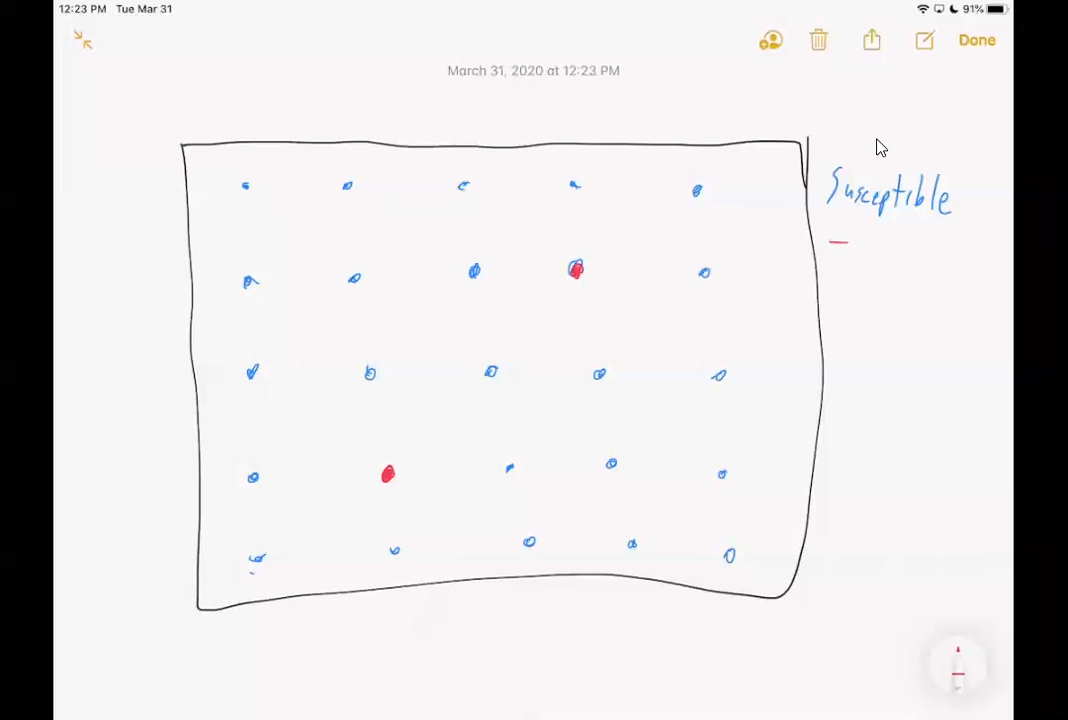 12:23 PM Tue Mar 31
91%
Done
March 31, 2020 at 12:23 PM
Susceptible